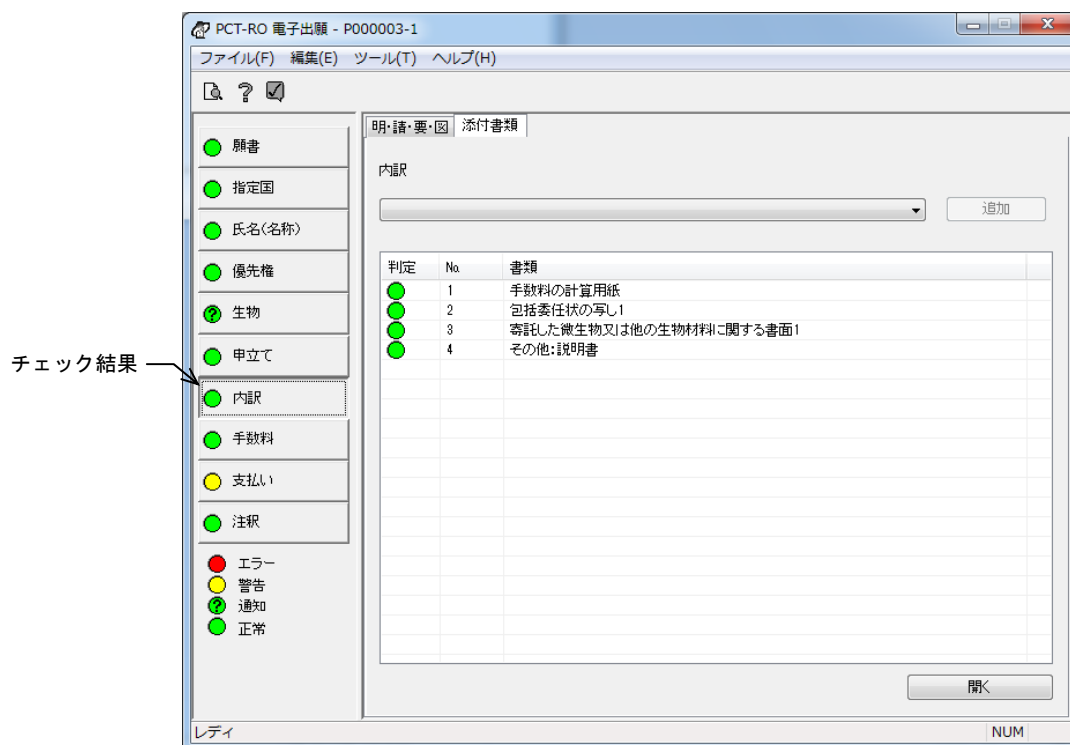 PCT-RO 電子出願 - P000003-1
ファイル(F) 編集(E) ツール(T) ヘルプ(H)
明・請・要・図 添付書類
願書
指定国
氏名(名称)
優先権
生物
申立て
チェック結果
内訳
手数料
支払い
注釈
エラー
警告
通知
正常
内訳
追加
判定 No. 書類
1 手数料の計算用紙
2 包括委任状の写し1
3 寄託した微生物又は他の生物材料に関する書面1
4 その他:説明書
開く
レディ NUM